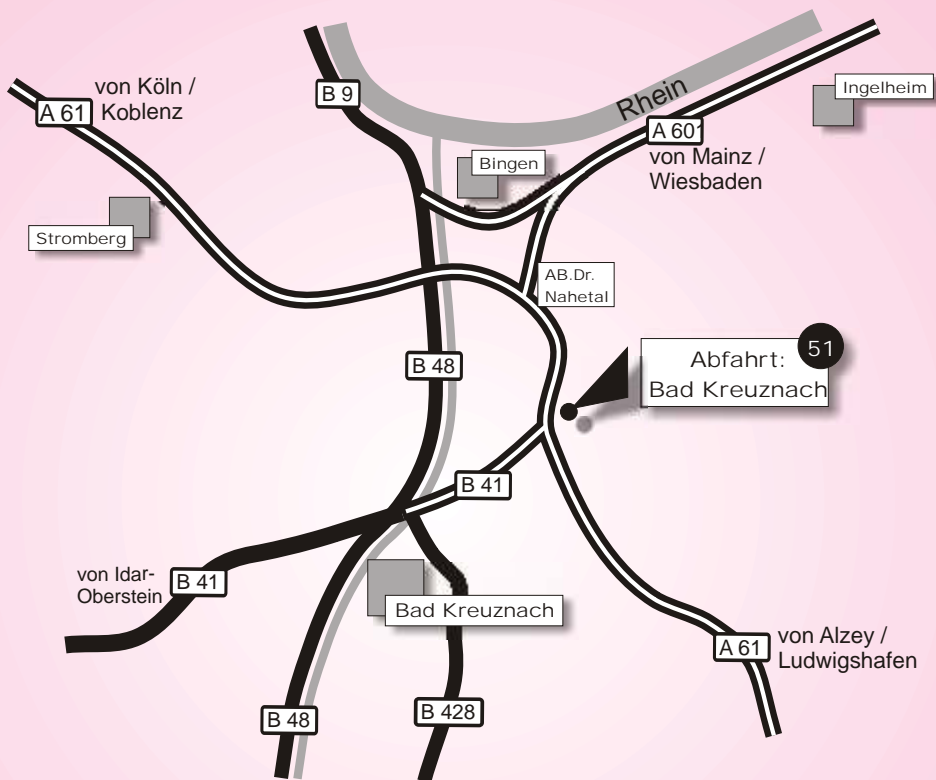 B 9
von Köln /
Koblenz
A 61
Ingelheim
Rhein
A 60
von Mainz /
Wiesbaden
Bingen
Stromberg
AB.Dr.
Nahetal
51
Abfahrt:
Bad Kreuznach
B 48
B 41
von Idar-
Oberstein
B 41
Bad Kreuznach
von Alzey /
Ludwigshafen
A 61
B 48
B 428